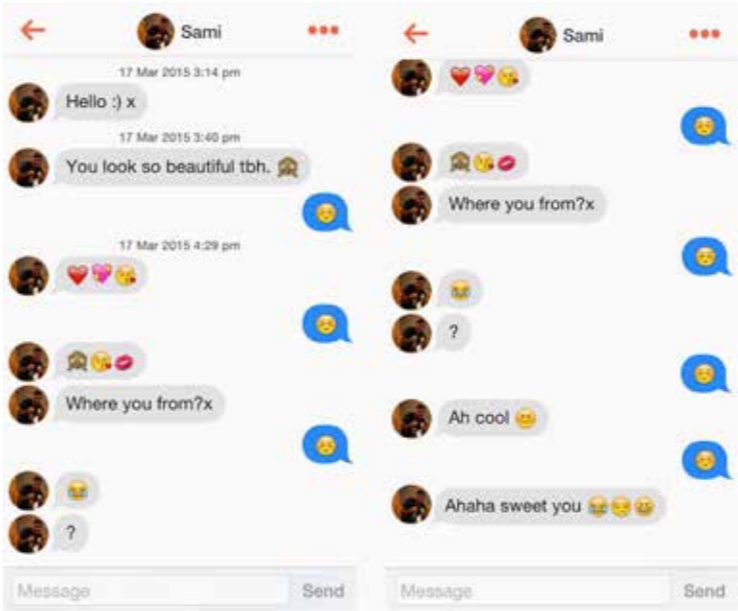 Sami
17 Mar 2015 3:14 pm
Hello :) x
17 Mar 2015 3:40 pm
You look so beautiful tbh. 🙈
☺️
17 Mar 2015 4:29 pm
❤️💖😘
☺️
🙈😘💋
Where you from?x
☺️
😂
?
Message
Send
Sami
❤️💖😘
☺️
🙈😘💋
Where you from?x
☺️
😂
?
☺️
Ah cool 😊
☺️
Ahaha sweet you 😂😏😆
Message
Send